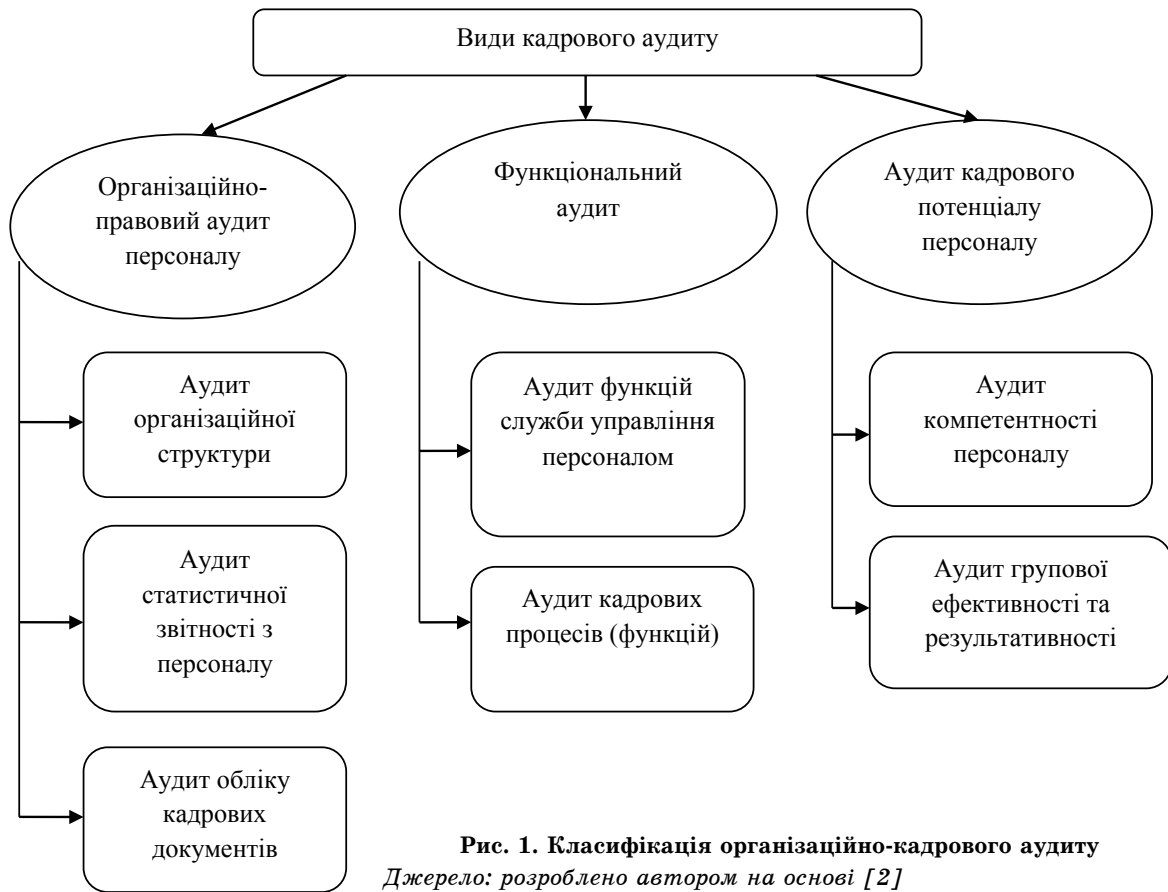 Види кадрового аудиту
Організаційно-
правовий аудит
персоналу
Функціональний
аудит
Аудит кадрового
потенціалу
персоналу
Аудит
організаційної
структури
Аудит
статистичної
звітності з
персоналу
Аудит обліку
кадрових
документів
Аудит функцій
служби управління
персоналом
Аудит кадрових
процесів (функцій)
Аудит
компетентності
персоналу
Аудит групової
ефективності та
результативності
Рис. 1. Класифікація організаційно-кадрового аудиту
Джерело: розроблено автором на основі [2]